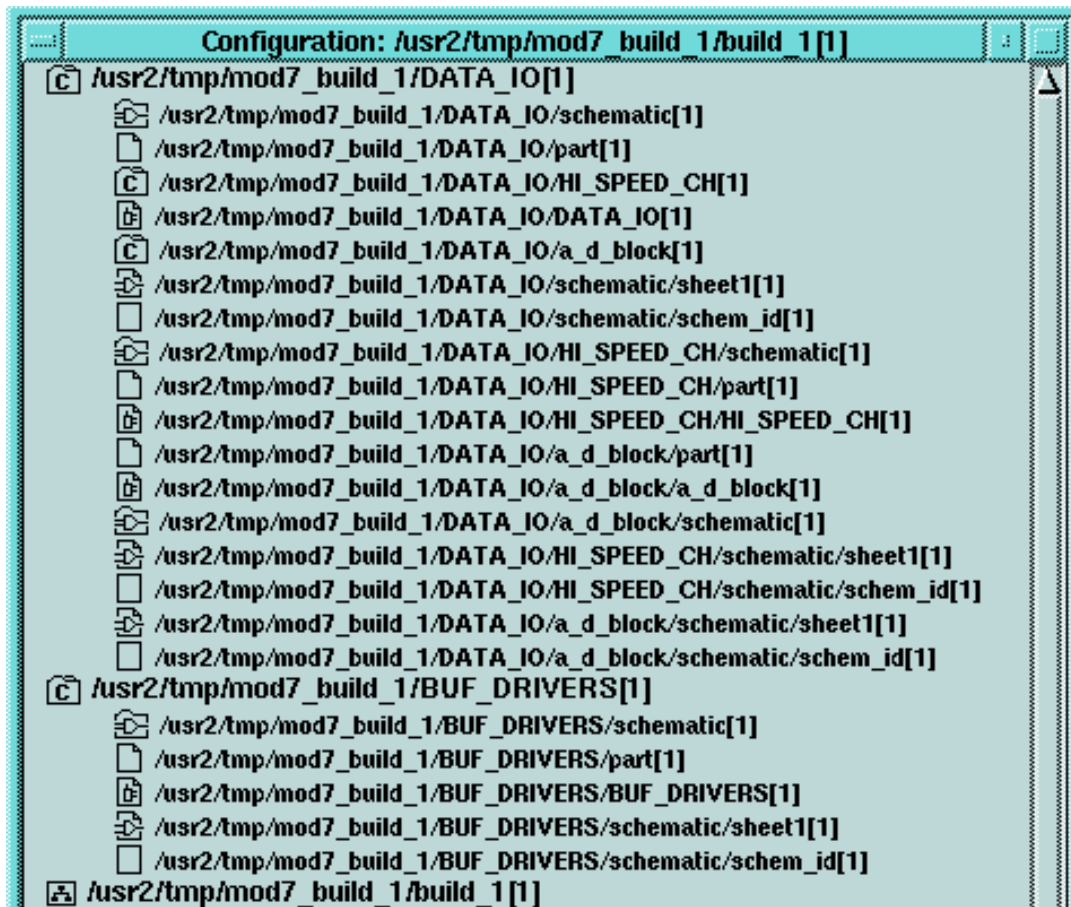 Configuration: /usr2/tmp/mod7_build_1/build_1[1]
/usr2/tmp/mod7_build_1/DATA_IO[1]
/usr2/tmp/mod7_build_1/DATA_IO/schematic[1]
/usr2/tmp/mod7_build_1/DATA_IO/part[1]
/usr2/tmp/mod7_build_1/DATA_IO/HI_SPEED_CH[1]
/usr2/tmp/mod7_build_1/DATA_IO/DATA_IO[1]
/usr2/tmp/mod7_build_1/DATA_IO/a_d_block[1]
/usr2/tmp/mod7_build_1/DATA_IO/schematic/sheet1[1]
/usr2/tmp/mod7_build_1/DATA_IO/schematic/schem_id[1]
/usr2/tmp/mod7_build_1/DATA_IO/HI_SPEED_CH/schematic[1]
/usr2/tmp/mod7_build_1/DATA_IO/HI_SPEED_CH/part[1]
/usr2/tmp/mod7_build_1/DATA_IO/HI_SPEED_CH/HI_SPEED_CH[1]
/usr2/tmp/mod7_build_1/DATA_IO/a_d_block/part[1]
/usr2/tmp/mod7_build_1/DATA_IO/a_d_block/a_d_block[1]
/usr2/tmp/mod7_build_1/DATA_IO/a_d_block/schematic[1]
/usr2/tmp/mod7_build_1/DATA_IO/HI_SPEED_CH/schematic/sheet1[1]
/usr2/tmp/mod7_build_1/DATA_IO/HI_SPEED_CH/schematic/schem_id[1]
/usr2/tmp/mod7_build_1/DATA_IO/a_d_block/schematic/sheet1[1]
/usr2/tmp/mod7_build_1/DATA_IO/a_d_block/schematic/schem_id[1]
/usr2/tmp/mod7_build_1/BUF_DRIVERS[1]
/usr2/tmp/mod7_build_1/BUF_DRIVERS/schematic[1]
/usr2/tmp/mod7_build_1/BUF_DRIVERS/part[1]
/usr2/tmp/mod7_build_1/BUF_DRIVERS/BUF_DRIVERS[1]
/usr2/tmp/mod7_build_1/BUF_DRIVERS/schematic/sheet1[1]
/usr2/tmp/mod7_build_1/BUF_DRIVERS/schematic/schem_id[1]
/usr2/tmp/mod7_build_1/build_1[1]